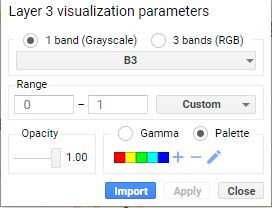 Layer 3 visualization parameters
1 band (Grayscale) 3 bands (RGB)
B3
Range
0 – 1 Custom
Opacity Gamma Palette
1.00
Import Apply Close